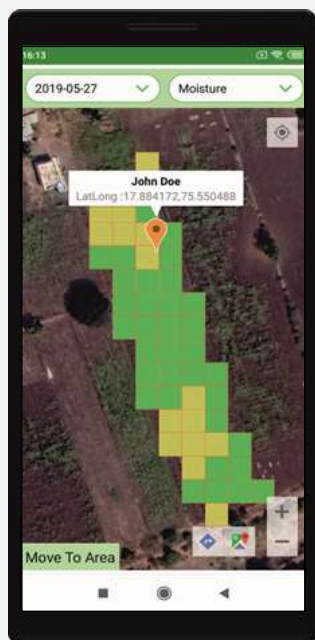 16:13
2019-05-27 Moisture
John Doe
LatLong :17.884172,75.550488
Move To Area